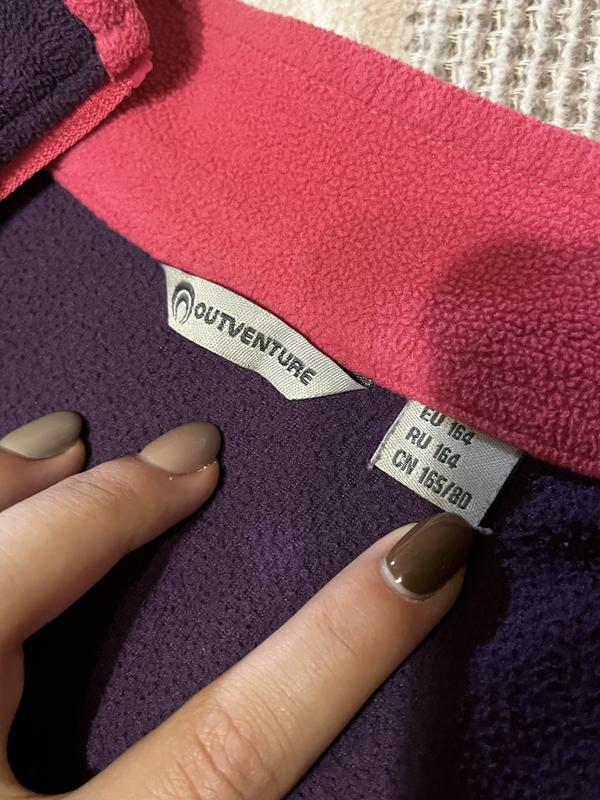 OUTVENTURE
EU 164
RU 164
CN 165/80